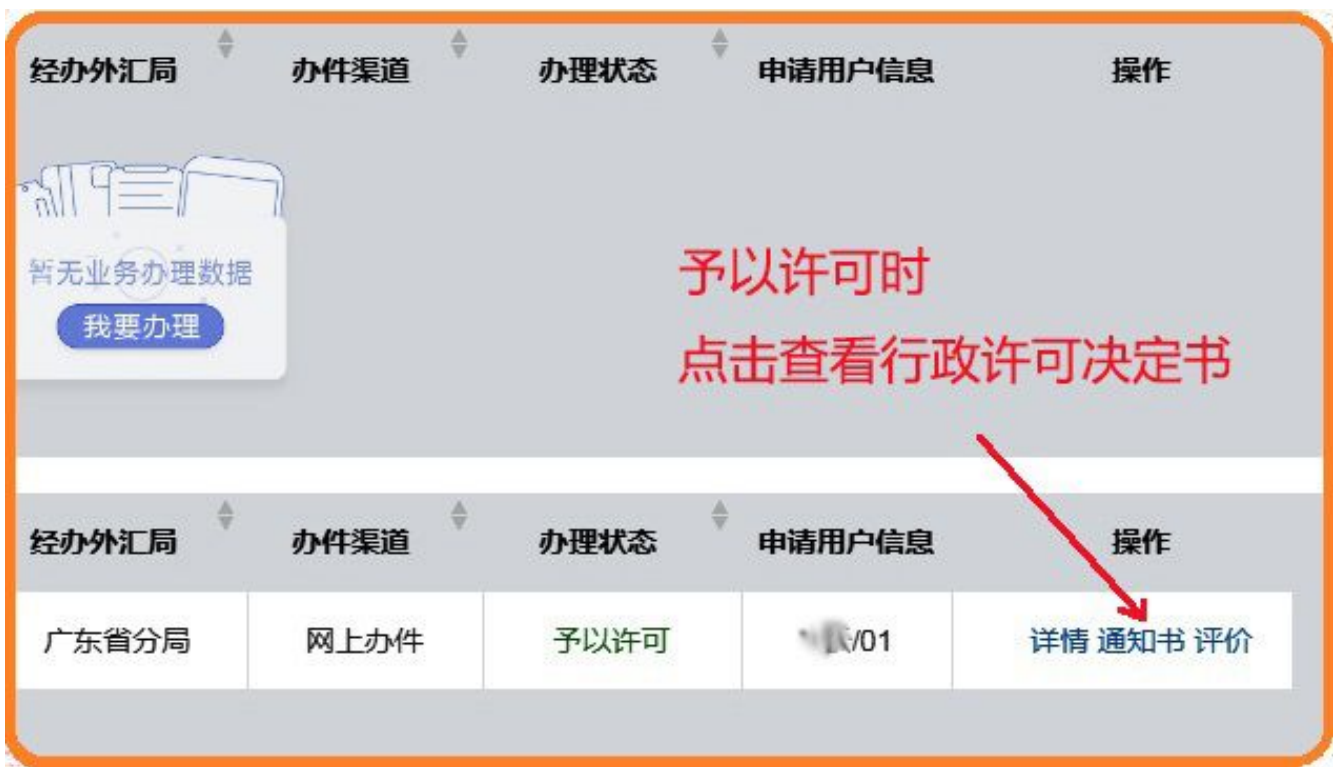 经办外汇局 办件渠道 办理状态 申请用户信息 操作
暂无业务办理数据
我要办理
予以许可时
点击查看行政许可决定书
经办外汇局 办件渠道 办理状态 申请用户信息 操作
广东省分局 网上办件 予以许可 /01 详情 通知书 评价